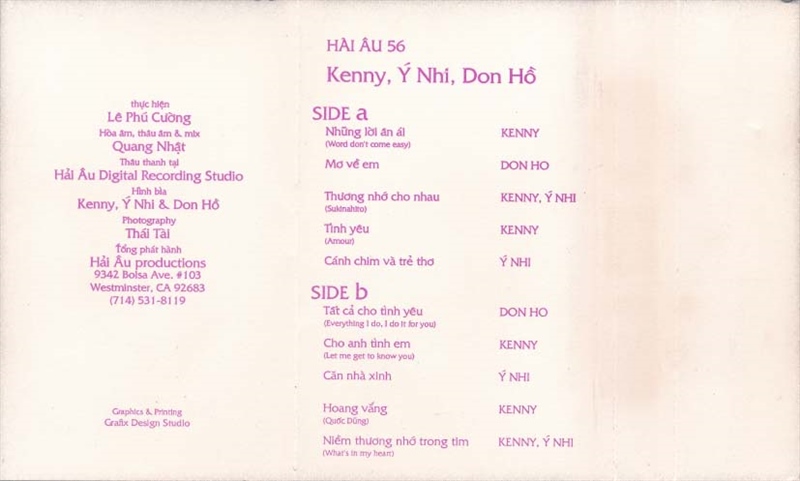 thực hiện
Lê Phú Cường
Hòa âm, thâu âm & mix
Quang Nhật
Thâu thanh tại
Hải Âu Digital Recording Studio
Hình bìa
Kenny, Ý Nhi & Don Hồ
Photography
Thái Tài
Tổng phát hành
Hải Âu productions
9342 Bolsa Ave. #103
Westminster, CA 92683
(714) 531-8119
Graphics & Printing
Grafix Design Studio
HẢI ÂU 56
Kenny, Ý Nhi, Don Hồ
SIDE a
Những lời ân ái KENNY
(Word don't come easy)
Mơ về em DON HO
Thương nhớ cho nhau KENNY, Ý NHI
(Sukinahito)
Tình yêu KENNY
(Amour)
Cánh chim và trẻ thơ Ý NHI
SIDE b
Tất cả cho tình yêu DON HO
(Everything I do, I do it for you)
Cho anh tình em KENNY
(Let me get to know you)
Căn nhà xinh Ý NHI
Hoang vắng KENNY
(Quốc Dũng)
Niềm thương nhớ trong tim KENNY, Ý NHI
(What's in my heart)